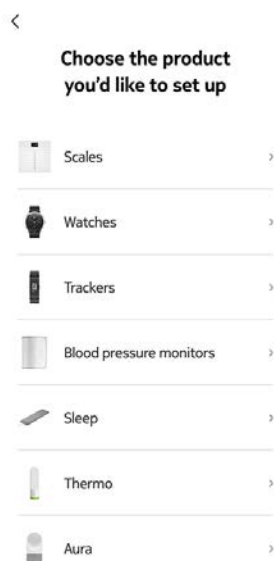 Choose the product
you'd like to set up
Scales
Watches
Trackers
Blood pressure monitors
Sleep
Thermo
Aura